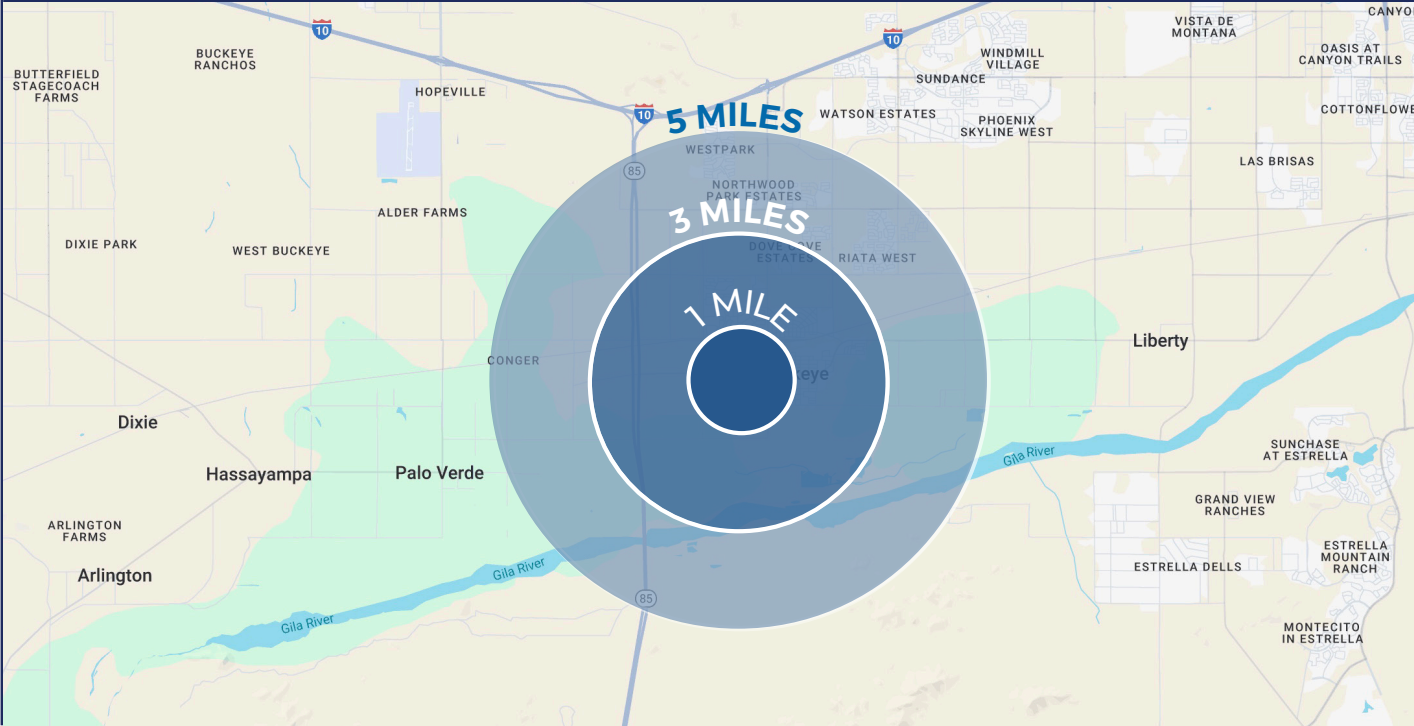 CANYO
VISTA DE
MONTANA
10
10
BUCKEYE
RANCHOS
WINDMILL
VILLAGE
OASIS AT
CANYON TRAILS
BUTTERFIELD
STAGECOACH
FARMS
SUNDANCE
HOPEVILLE
COTTONFLOWE
10
5 MILES
WATSON ESTATES
PHOENIX
SKYLINE WEST
WESTPARK
LAS BRISAS
85
NORTHWOOD
PARK ESTATES
ALDER FARMS
3 MILES
DIXIE PARK
WEST BUCKEYE
ESTATES
RIATA WEST
1 MILE
Liberty
CONGER
keye
Dixie
Hassayampa
Palo Verde
Gila River
SUNCHASE
AT ESTRELLA
GRAND VIEW
RANCHES
ARLINGTON
FARMS
Arlington
Gila River
ESTRELLA DELLS
ESTRELLA
MOUNTAIN
RANCH
85
Gila River
MONTECITO
IN ESTRELLA